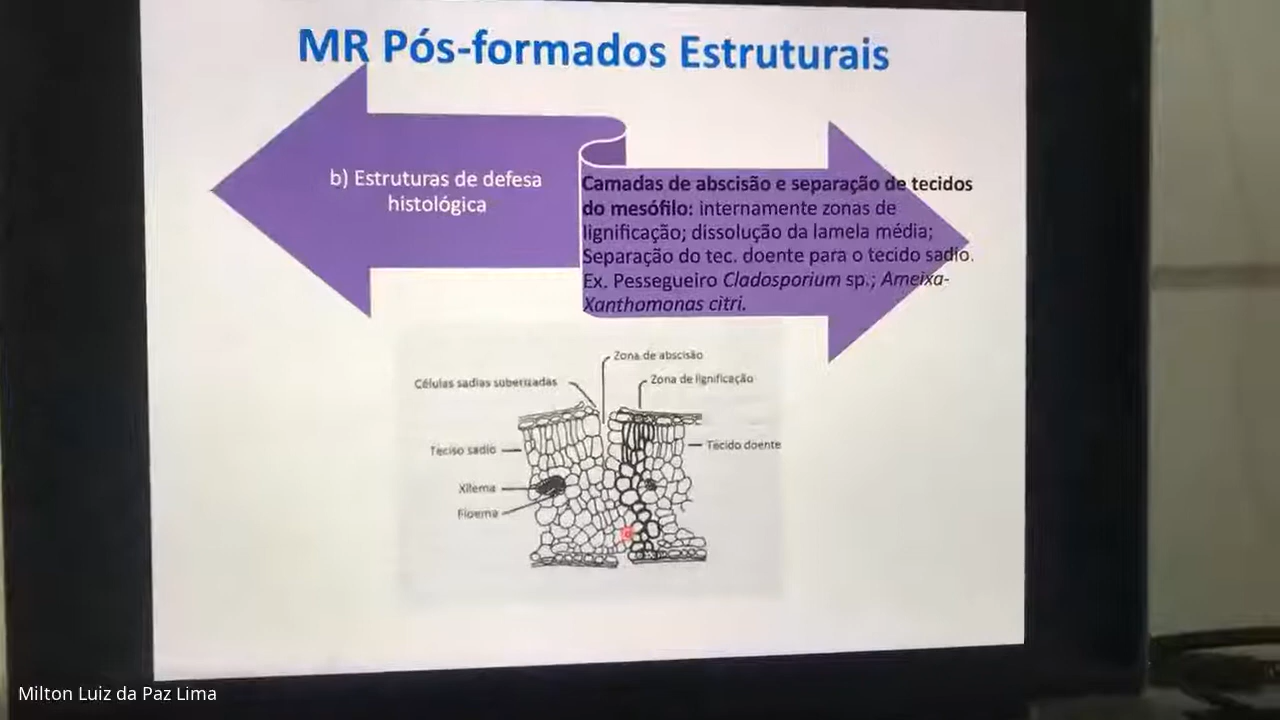 MR Pós-formados Estruturais
b) Estruturas de defesa
histológica
Camadas de abscisão e separação de tecidos
do mesófilo: internamente zonas de
lignificação; dissolução da lamela média;
Separação do tec. doente para o tecido sadio.
Ex. Pessegueiro Cladosporium sp.; Ameixa-
Xanthomonas citri.
Zona de abscisão
Células sadias suberizadas
Zona de lignificação
Teciso sadio
Tecido doente
Xilema
Floema
Milton Luiz da Paz Lima